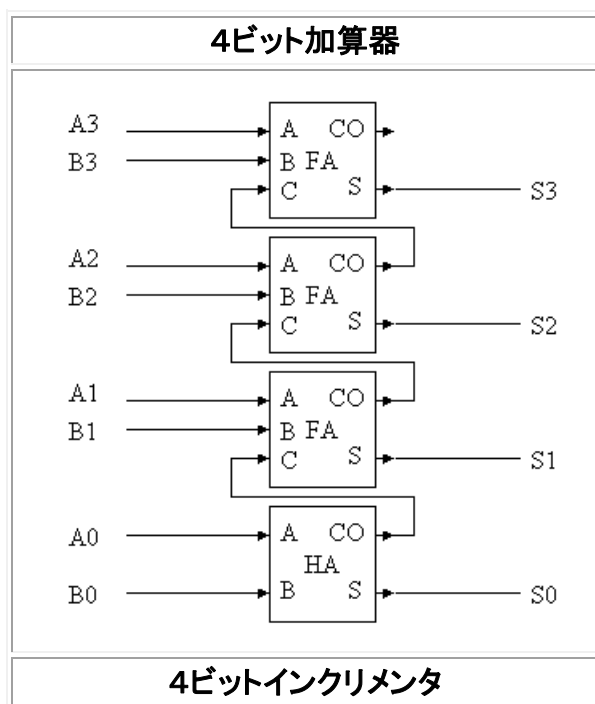 4ビット加算器
A3 A CO
B3 B FA
C S S3
A2 A CO
B2 B FA
C S S2
A1 A CO
B1 B FA
C S S1
A0 A CO
HA
B0 B S S0
4ビットインクリメンタ